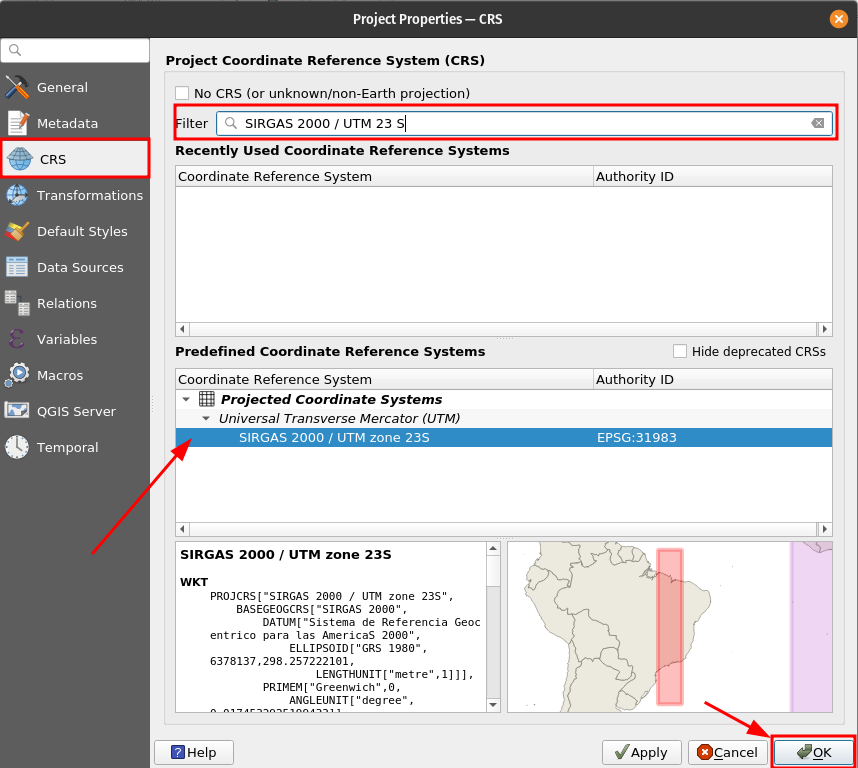 Project Properties — CRS
General
Metadata
CRS
Transformations
Default Styles
Data Sources
Relations
Variables
Macros
QGIS Server
Temporal
Project Coordinate Reference System (CRS)
No CRS (or unknown/non-Earth projection)
Filter SIRGAS 2000 / UTM 23 S
Recently Used Coordinate Reference Systems
Coordinate Reference System Authority ID
Predefined Coordinate Reference Systems Hide deprecated CRSs
Coordinate Reference System Authority ID
Projected Coordinate Systems
Universal Transverse Mercator (UTM)
SIRGAS 2000 / UTM zone 23S EPSG:31983
SIRGAS 2000 / UTM zone 23S
WKT
PROJCRS["SIRGAS 2000 / UTM zone 23S",
BASEGEOGCRS["SIRGAS 2000",
DATUM["Sistema de Referencia Geoc
entrico para las AmericaS 2000",
ELLIPSOID["GRS 1980",
6378137,298.257222101,
LENGTHUNIT["metre",1]]],
PRIMEM["Greenwich",0,
ANGLEUNIT["degree",
Help Apply Cancel OK